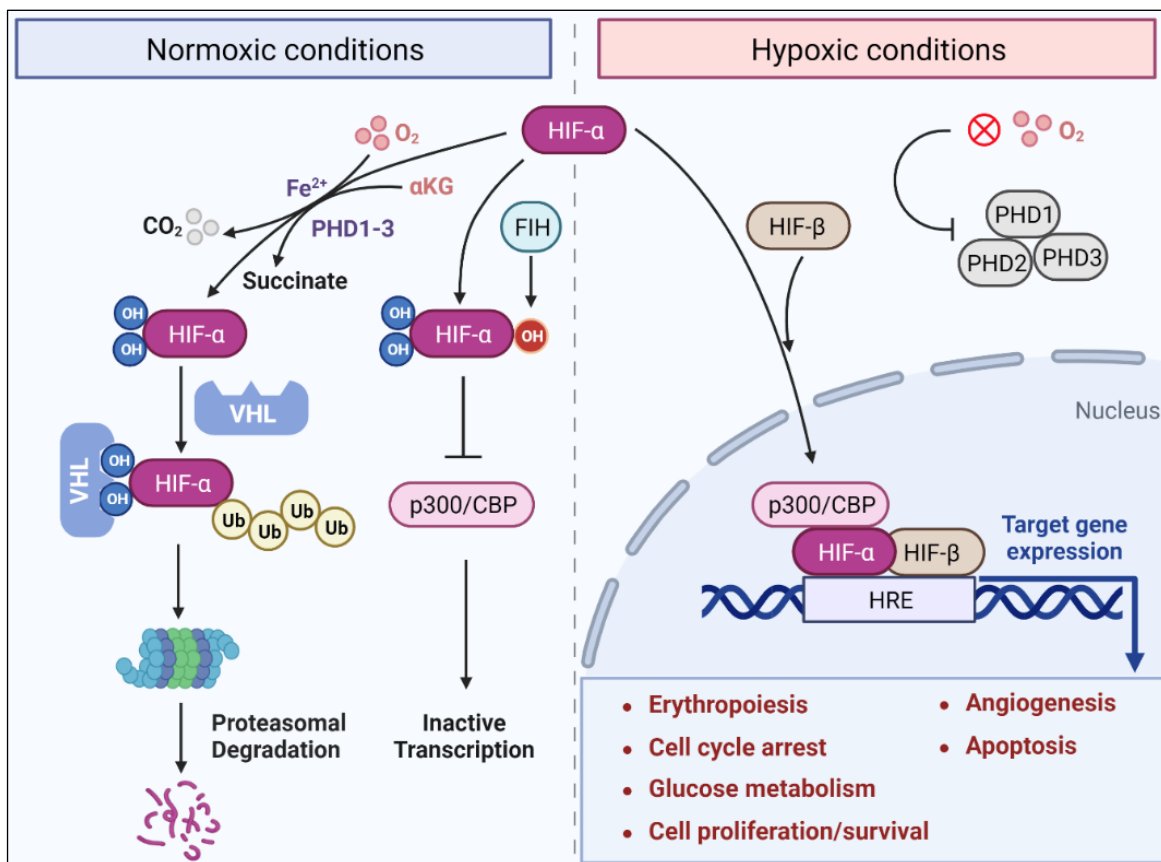 Normoxic conditions
Hypoxic conditions
HIF-α
O₂
Fe²⁺
αKG
CO₂
PHD1-3
Succinate
FIH
OH
OH
HIF-α
OH
OH
HIF-α
OH
VHL
VHL
OH
OH
HIF-α
Ub
Ub
Ub
Ub
p300/CBP
Proteasomal
Degradation
Inactive
Transcription
O₂
HIF-β
PHD1
PHD2
PHD3
Nucleus
p300/CBP
HIF-α
HIF-β
HRE
Target gene
expression
• Erythropoiesis
• Cell cycle arrest
• Glucose metabolism
• Cell proliferation/survival
• Angiogenesis
• Apoptosis